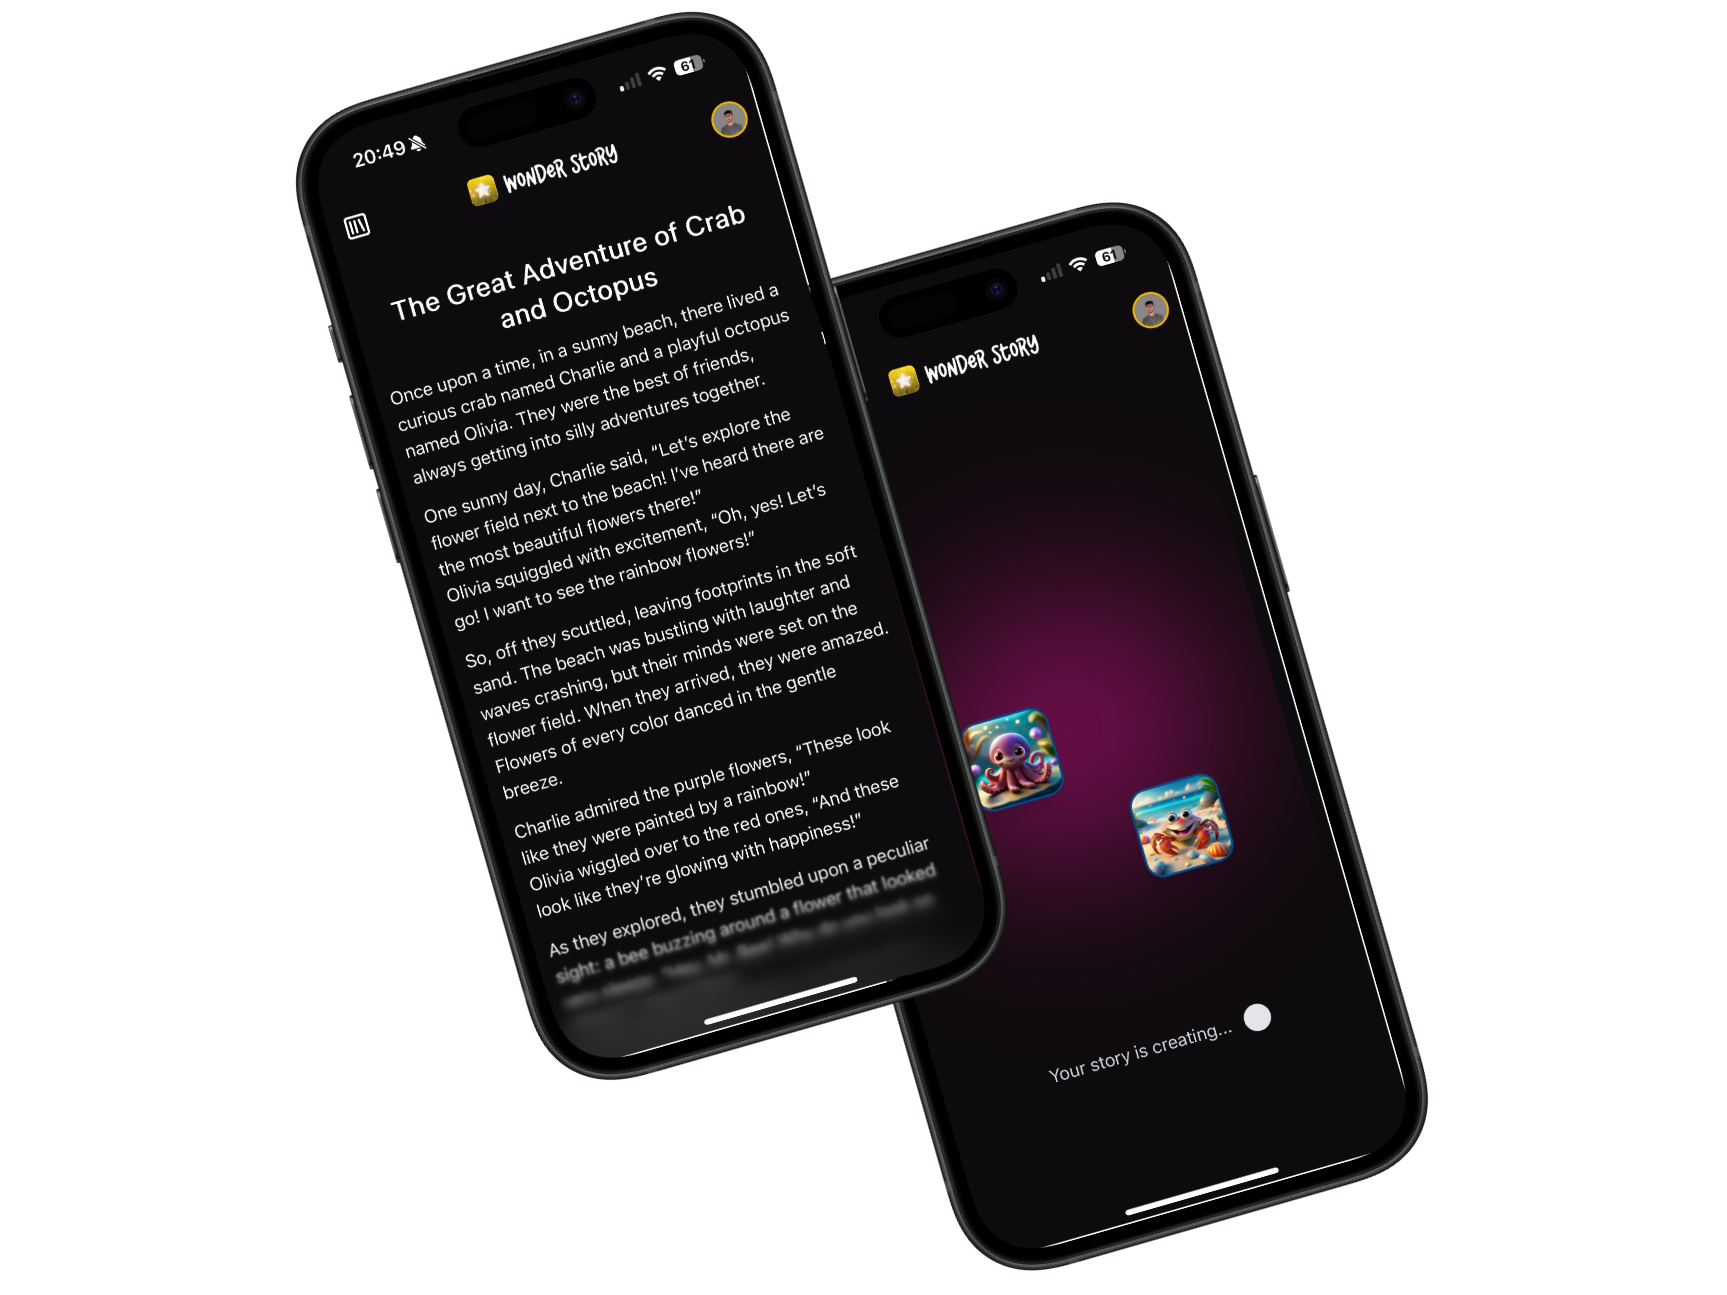 20:49
61
WONDER STORY
The Great Adventure of Crab
and Octopus
Once upon a time, in a sunny beach, there lived a
curious crab named Charlie and a playful octopus
named Olivia. They were the best of friends,
always getting into silly adventures together.
One sunny day, Charlie said, “Let’s explore the
flower field next to the beach! I’ve heard there are
the most beautiful flowers there!”
Olivia squiggled with excitement, “Oh, yes! Let’s
go! I want to see the rainbow flowers!”
So, off they scuttled, leaving footprints in the soft
sand. The beach was bustling with laughter and
waves crashing, but their minds were set on the
flower field. When they arrived, they were amazed.
Flowers of every color danced in the gentle
breeze.
Charlie admired the purple flowers, “These look
like they were painted by a rainbow!”
Olivia wiggled over to the red ones, “And these
look like they’re glowing with happiness!”
As they explored, they stumbled upon a peculiar
sight: a bee buzzing around a flower that looked
61
WONDER STORY
Your story is creating...